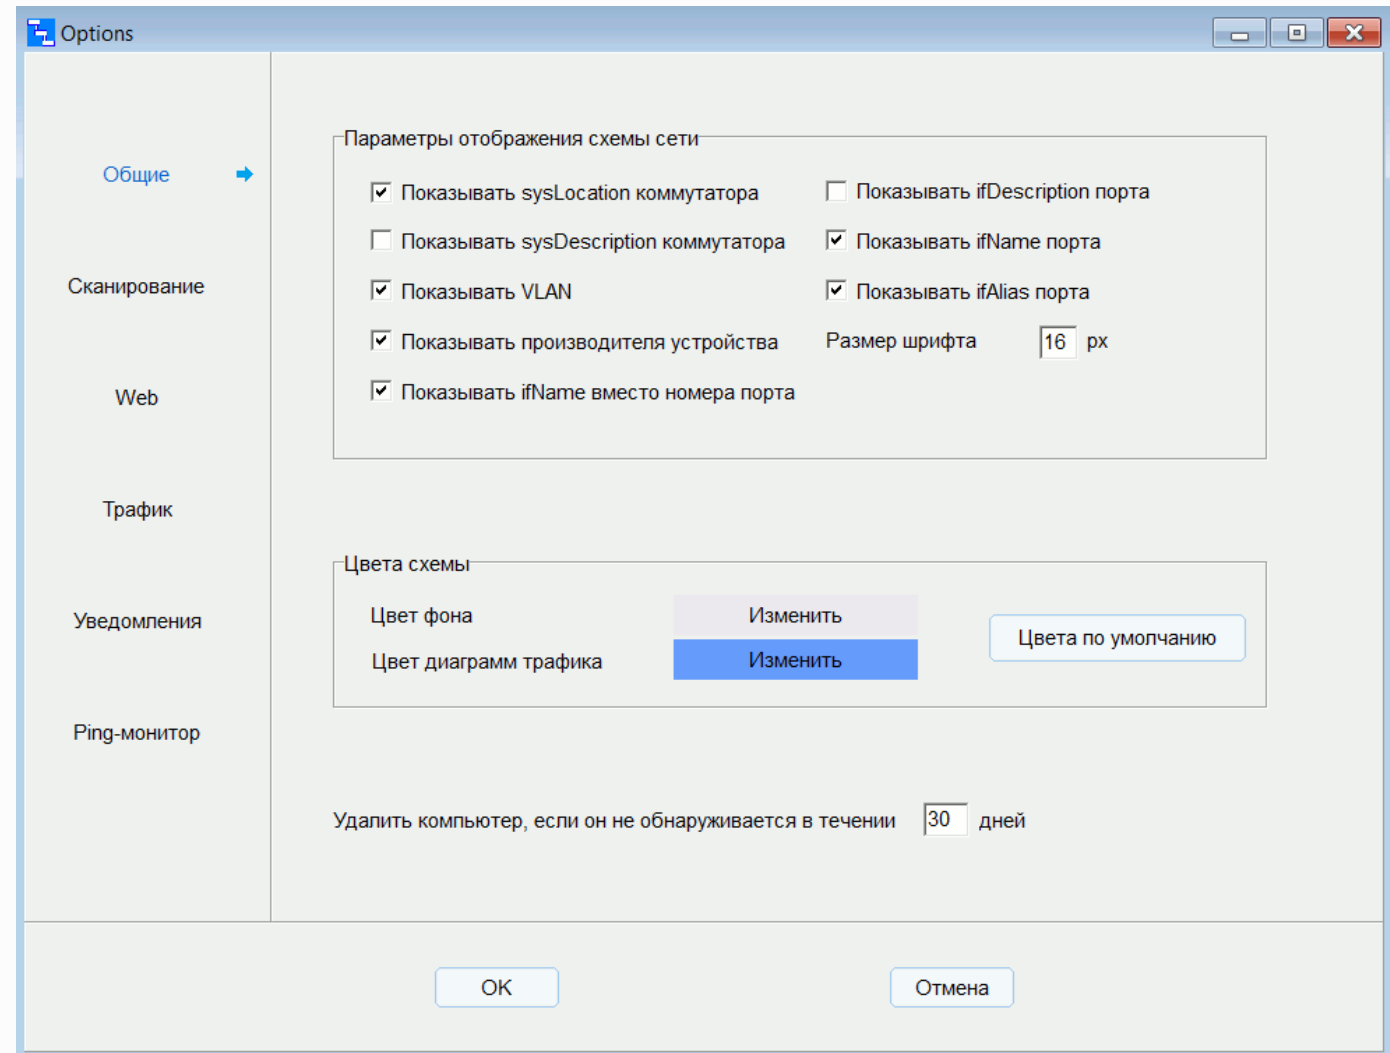 Options
Общие
Сканирование
Web
Трафик
Уведомления
Ping-монитор
Параметры отображения схемы сети
Показывать sysLocation коммутатора
Показывать ifDescription порта
Показывать sysDescription коммутатора
Показывать ifName порта
Показывать VLAN
Показывать ifAlias порта
Показывать производителя устройства
Размер шрифта 16 px
Показывать ifName вместо номера порта
Цвета схемы
Цвет фона Изменить
Цвет диаграмм трафика Изменить
Цвета по умолчанию
Удалить компьютер, если он не обнаруживается в течении 30 дней
OK
Отмена